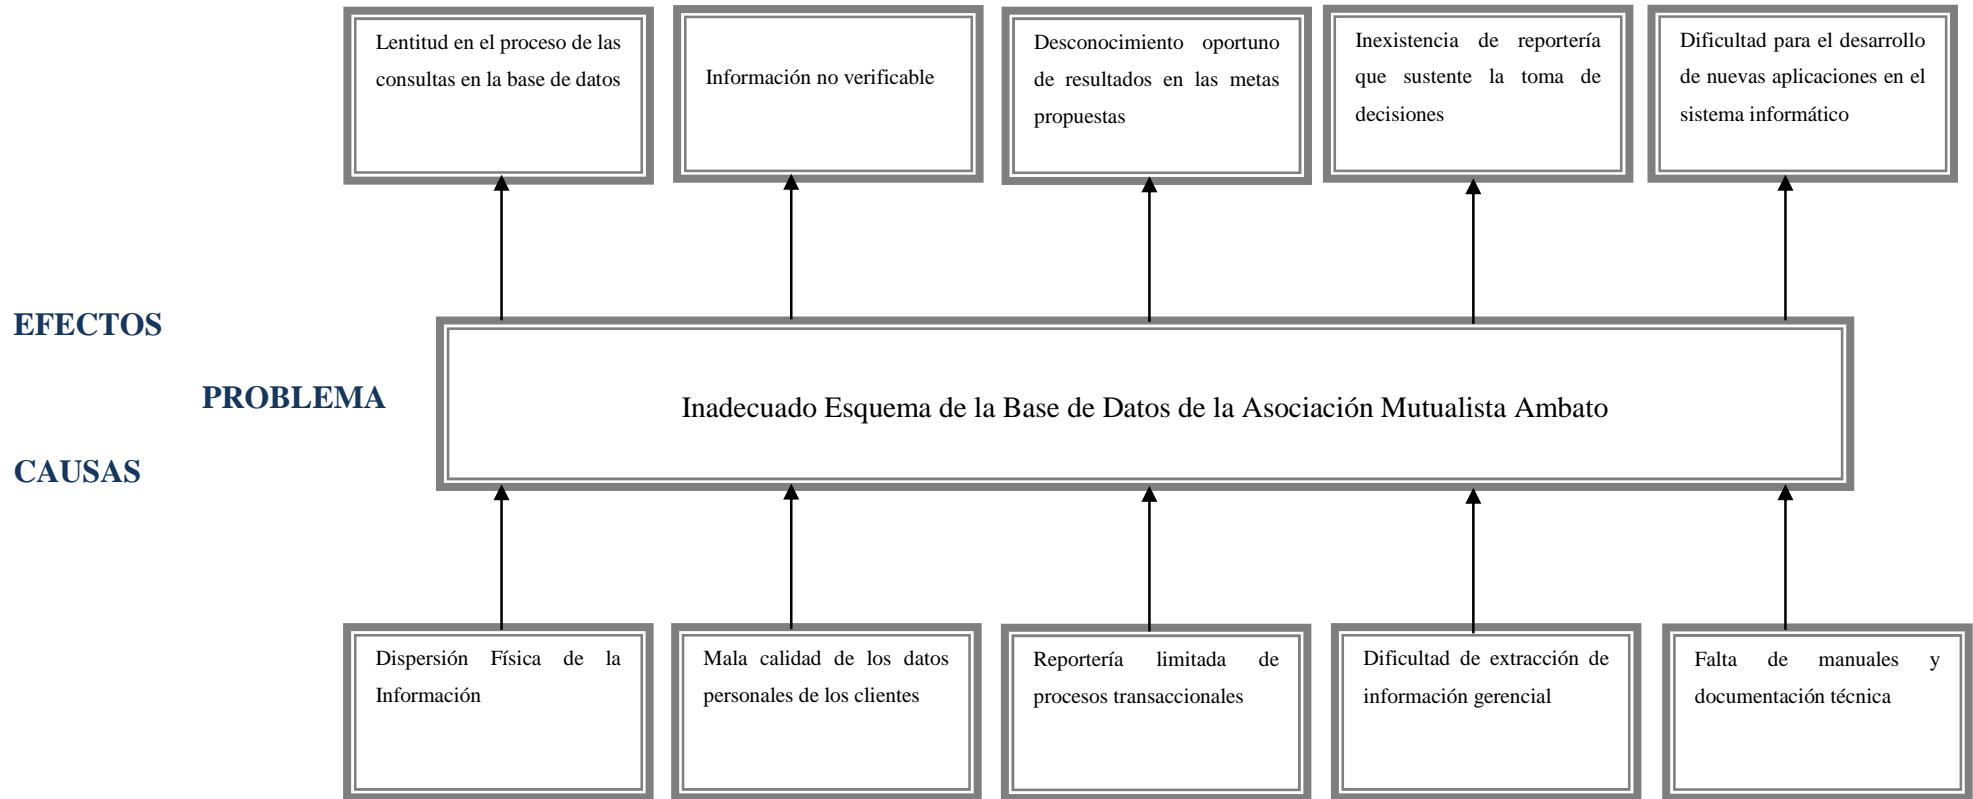 Lentitud en el proceso de las
consultas en la base de datos
Información no verificable
Desconocimiento oportuno
de resultados en las metas
propuestas
Inexistencia de reportería
que sustente la toma de
decisiones
Dificultad para el desarrollo
de nuevas aplicaciones en el
sistema informático
EFECTOS
PROBLEMA
Inadecuado Esquema de la Base de Datos de la Asociación Mutualista Ambato
CAUSAS
Dispersión Física de la
Información
Mala calidad de los datos
personales de los clientes
Reportería limitada de
procesos transaccionales
Dificultad de extracción de
información gerencial
Falta de manuales y
documentación técnica